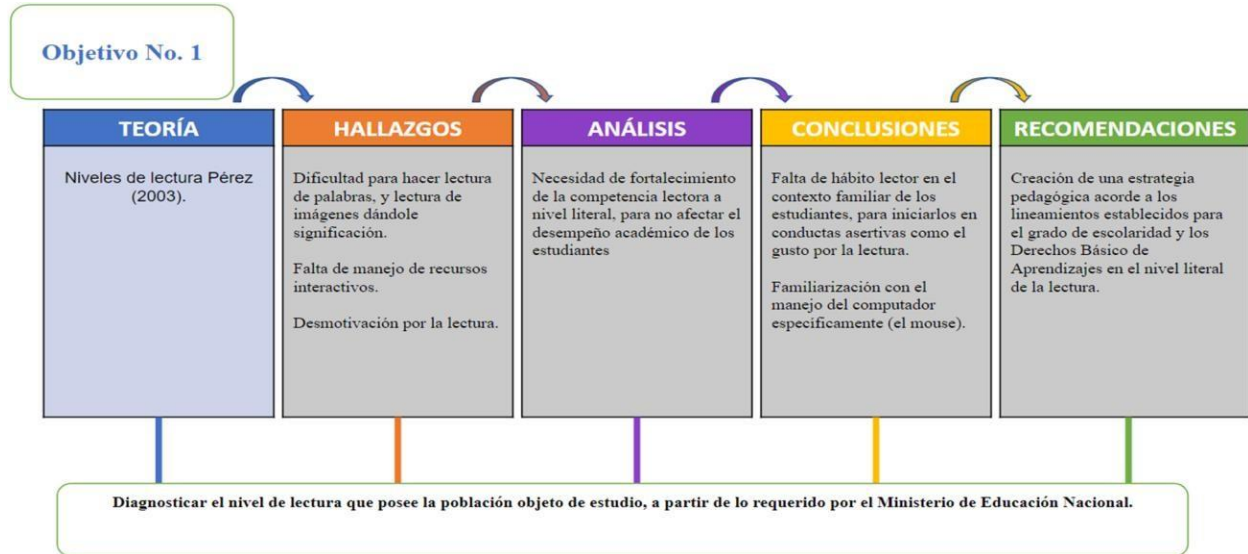 Objetivo No. 1
TEORÍA
Niveles de lectura Pérez
(2003).
HALLAZGOS
Dificultad para hacer lectura
de palabras, y lectura de
imágenes dándole
significación.
Falta de manejo de recursos
interactivos.
Desmotivación por la lectura.
ANÁLISIS
Necesidad de fortalecimiento
de la competencia lectora a
nivel literal, para no afectar el
desempeño académico de los
estudiantes
CONCLUSIONES
Falta de hábito lector en el
contexto familiar de los
estudiantes, para iniciarlos en
conductas asertivas como el
gusto por la lectura.
Familiarización con el
manejo del computador
específicamente (el mouse).
RECOMENDACIONES
Creación de una estrategia
pedagógica acorde a los
lineamientos establecidos para
el grado de escolaridad y los
Derechos Básico de
Aprendizajes en el nivel literal
de la lectura.
Diagnosticar el nivel de lectura que posee la población objeto de estudio, a partir de lo requerido por el Ministerio de Educación Nacional.